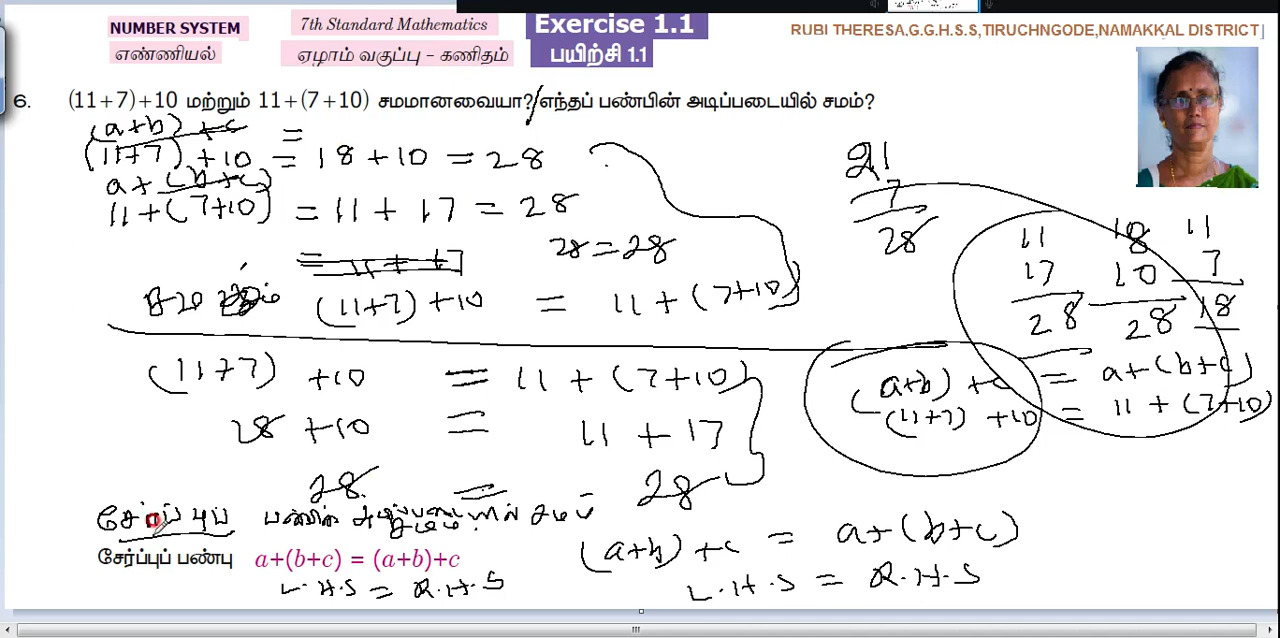 NUMBER SYSTEM
எண்ணியல்
7th Standard Mathematics
ஏழாம் வகுப்பு – கணிதம்
Exercise 1.1
பயிற்சி 1.1
RUBI THERESA,G.G.H.S.S,TIRUCHNGODE,NAMAKKAL DISTRICT
6. (11+7)+10 மற்றும் 11+(7+10) சமமானவையா? எந்தப் பண்பின் அடிப்படையில் சமம்?
(a+b) + c =
(11+7) + 10 = 18 + 10 = 28
a + (b+c)
11 + (7+10) = 11 + 17 = 28
28 = 28
(11+7) + 10 = 11 + (7+10)
21
7
28
11
17
28
18
10
28
11
7
18
(11+7) +10 = 11 + (7+10)
28 +10 = 11 + 17
28 = 28
(a+b) + c = a+(b+c)
(11+7) +10 = 11 + (7+10)
சமம்
(a+b) + c = a+(b+c)
L.H.S = R.H.S
சேர்ப்புப் பண்பு a+(b+c) = (a+b)+c
L.H.S = R.H.S